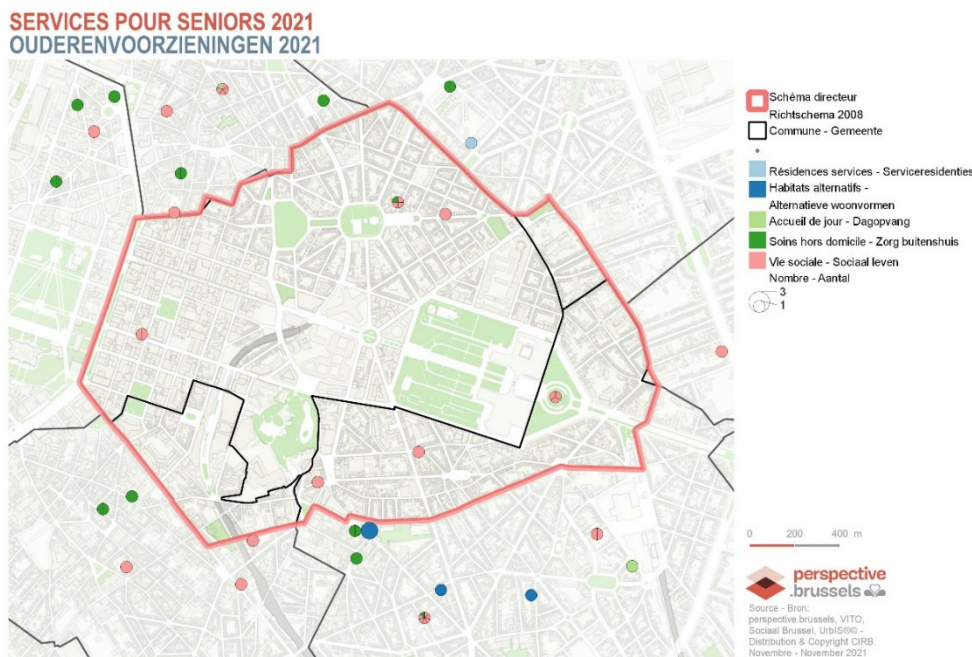 SERVICES POUR SENIORS 2021
OUDERENVOORZIENINGEN 2021
Schéma directeur
Richtschema 2008
Commune - Gemeente
Résidences services - Serviceresidenties
Habitats alternatifs -
Alternatieve woonvormen
Accueil de jour - Dagopvang
Soins hors domicile - Zorg buitenshuis
Vie sociale - Sociaal leven
Nombre - Aantal
3
1
0 200 400 m
perspective
.brussels
Source - Bron:
perspective.brussels, VITO,
Sociaal Brussel, UrbIS®© -
Distribution & Copyright CIRB.
Novembre - November 2021